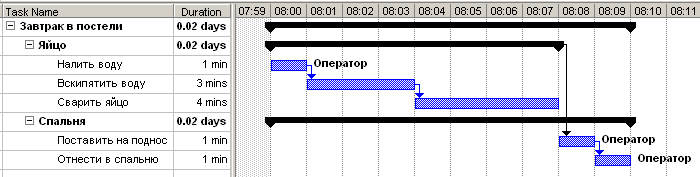 Task Name Duration 07:59 08:00 08:01 08:02 08:03 08:04 08:05 08:06 08:07 08:08 08:09 08:10 08:11
Завтрак в постели 0.02 days
Яйцо 0.02 days
Налить воду 1 min Оператор
Вскипятить воду 3 mins
Сварить яйцо 4 mins
Спальня 0.02 days
Поставить на поднос 1 min Оператор
Отнести в спальню 1 min Оператор